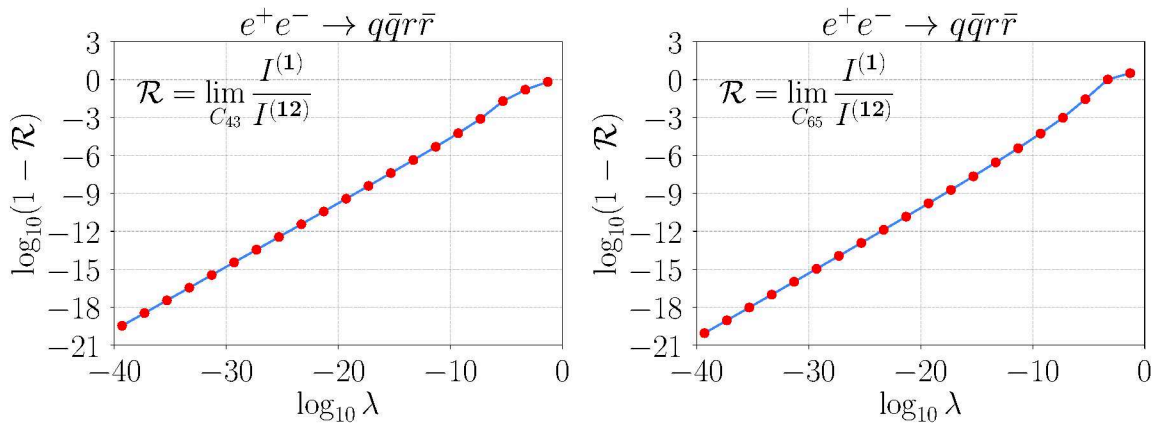 e⁺e⁻ → qq̄rr̄
3
0
−3
−6
−9
−12
−15
−18
−21
log₁₀(1 − R)
R = lim_{C₄₃} I⁽¹⁾/I⁽¹²⁾
−40 −30 −20 −10 0
log₁₀ λ
e⁺e⁻ → qq̄rr̄
3
0
−3
−6
−9
−12
−15
−18
−21
log₁₀(1 − R)
R = lim_{C₆₅} I⁽¹⁾/I⁽¹²⁾
−40 −30 −20 −10 0
log₁₀ λ